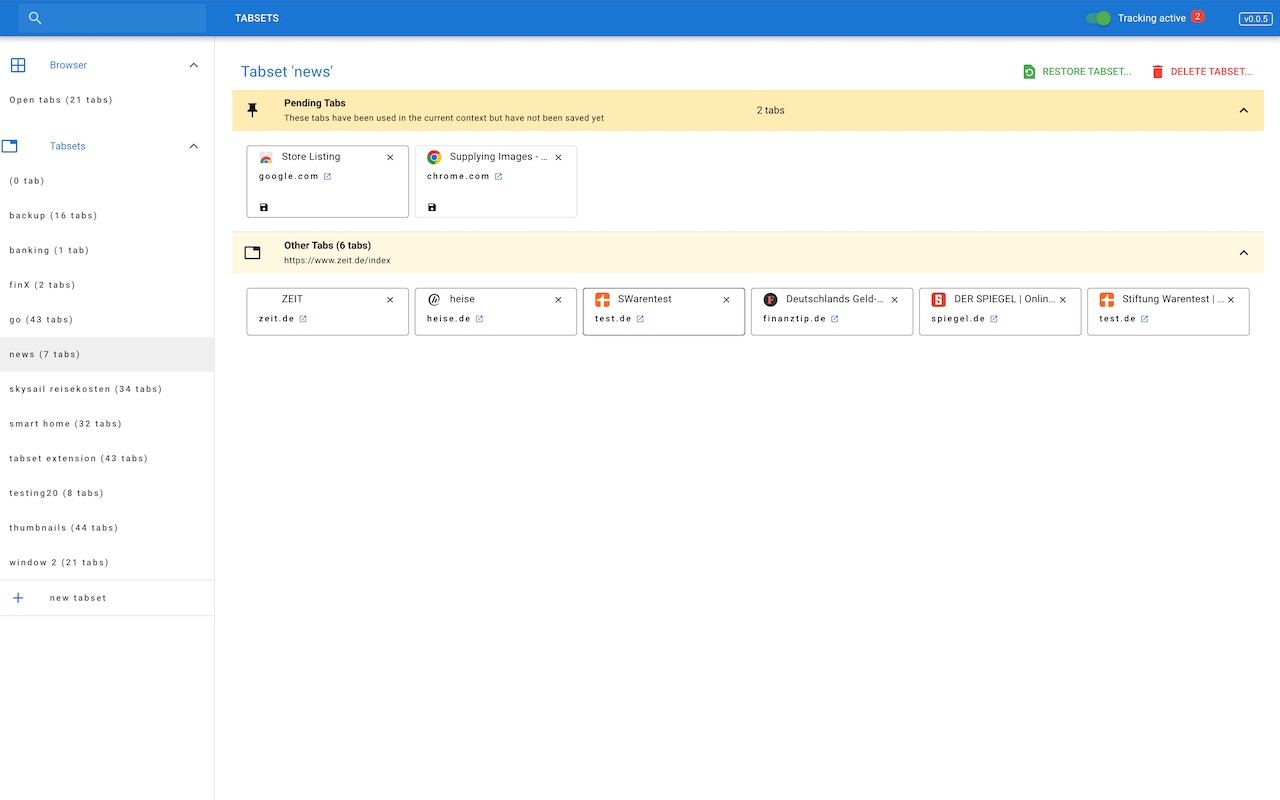 TABSETS
Tracking active 2
v0.0.5
Browser
Open tabs (21 tabs)
Tabsets
(0 tab)
backup (16 tabs)
banking (1 tab)
finX (2 tabs)
go (43 tabs)
news (7 tabs)
skysail reisekosten (34 tabs)
smart home (32 tabs)
tabset extension (43 tabs)
testing20 (8 tabs)
thumbnails (44 tabs)
window 2 (21 tabs)
new tabset
Tabset 'news'
RESTORE TABSET...
DELETE TABSET...
Pending Tabs
These tabs have been used in the current context but have not been saved yet
2 tabs
Store Listing
google.com
Supplying Images - ...
chrome.com
Other Tabs (6 tabs)
https://www.zeit.de/index
ZEIT
zeit.de
heise
heise.de
SWarentest
test.de
Deutschlands Geld-...
finanztip.de
DER SPIEGEL | Onlin...
spiegel.de
Stiftung Warentest | ...
test.de